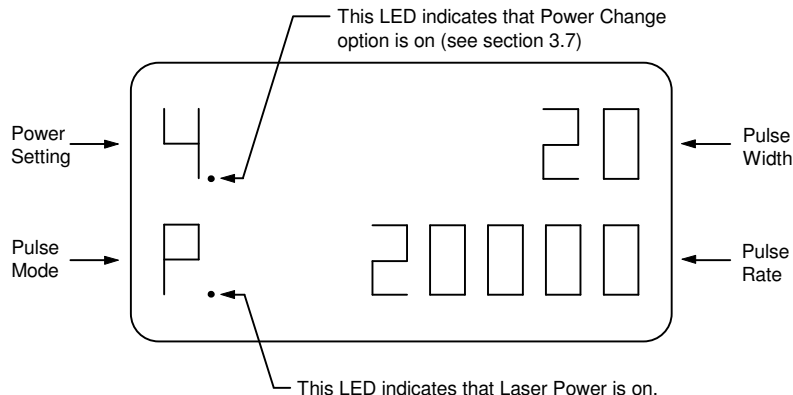 This LED indicates that Power Change
option is on (see section 3.7)
Power
Setting
4.
20
Pulse
Width
Pulse
Mode
P.
20000
Pulse
Rate
This LED indicates that Laser Power is on.